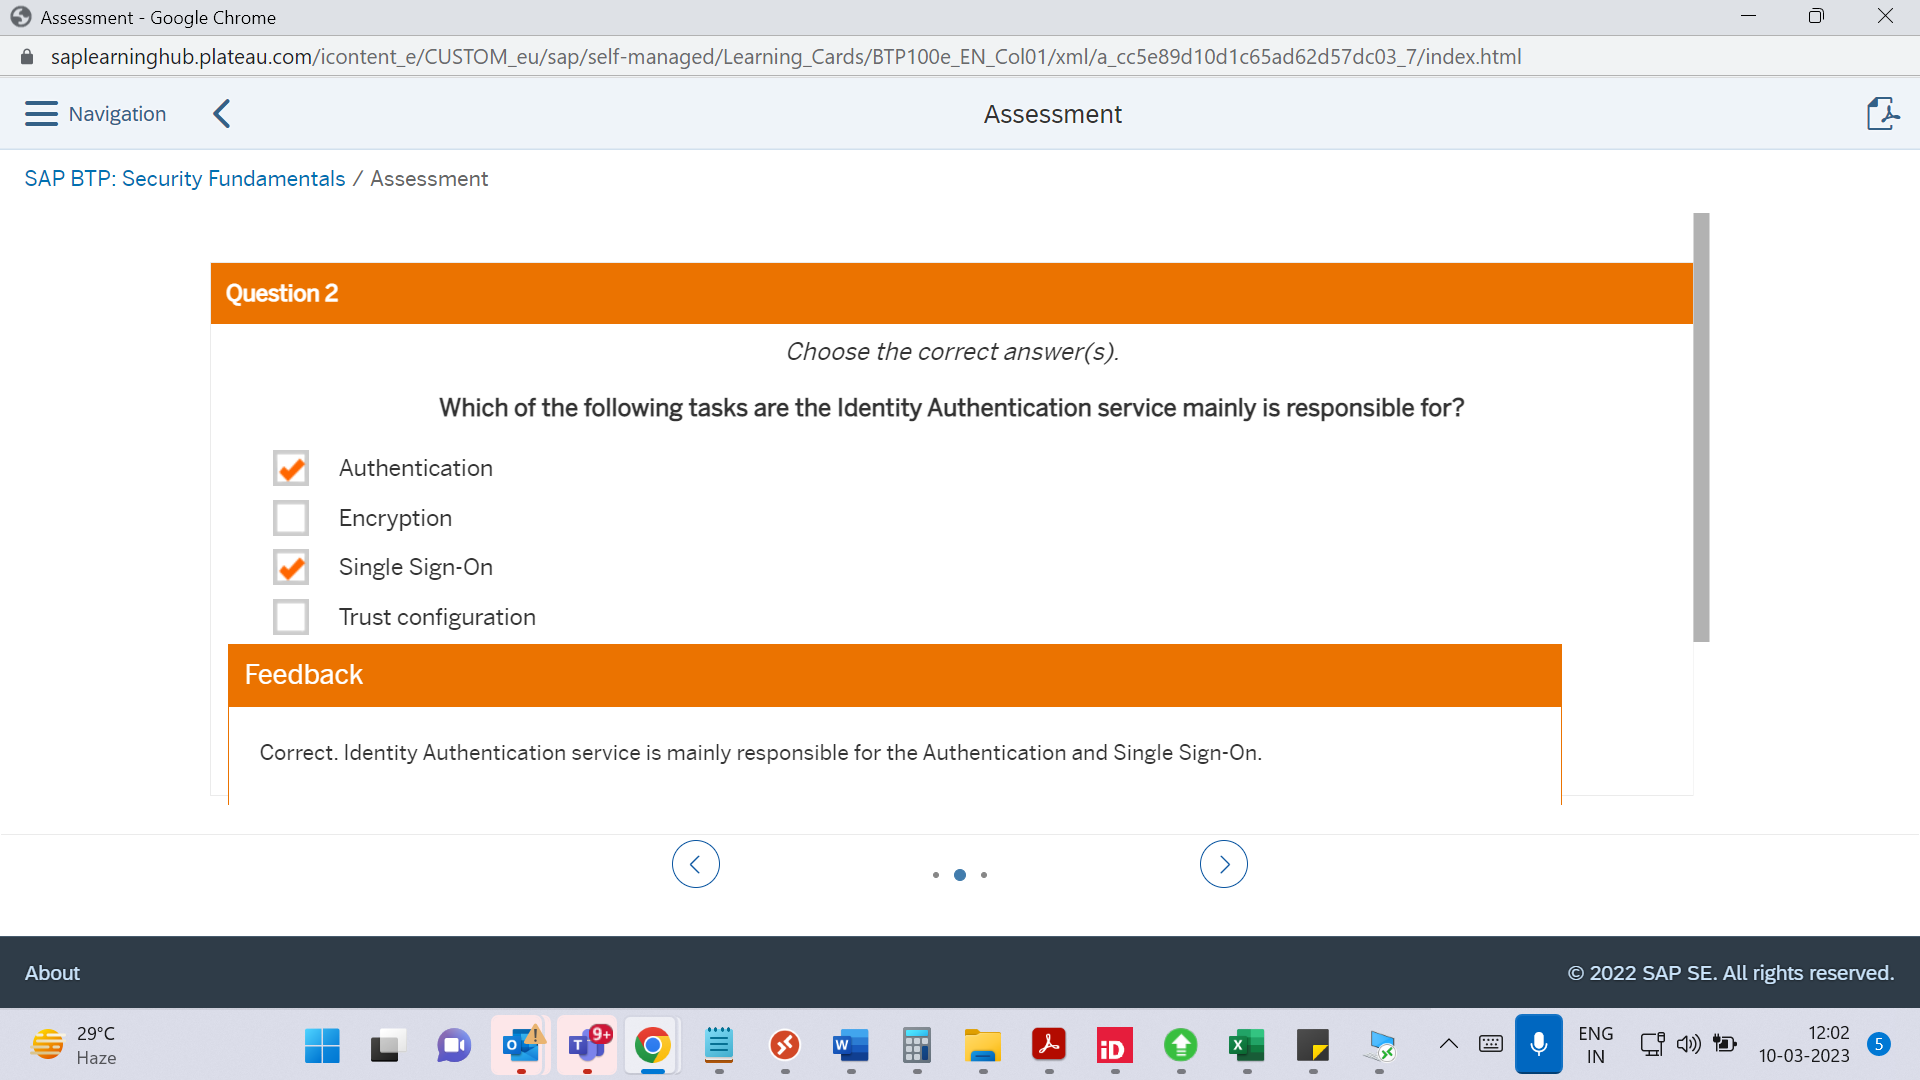 Assessment - Google Chrome
saplearninghub.plateau.com/icontent_e/CUSTOM_eu/sap/self-managed/Learning_Cards/BTP100e_EN_Col01/xml/a_cc5e89d10d1c65ad62d57dc03_7/index.html
Navigation
Assessment
SAP BTP: Security Fundamentals / Assessment
Question 2
Choose the correct answer(s).
Which of the following tasks are the Identity Authentication service mainly is responsible for?
Authentication
Encryption
Single Sign-On
Trust configuration
Feedback
Correct. Identity Authentication service is mainly responsible for the Authentication and Single Sign-On.
About
© 2022 SAP SE. All rights reserved.
29°C
Haze
9+
ENG
IN
12:02
10-03-2023
5